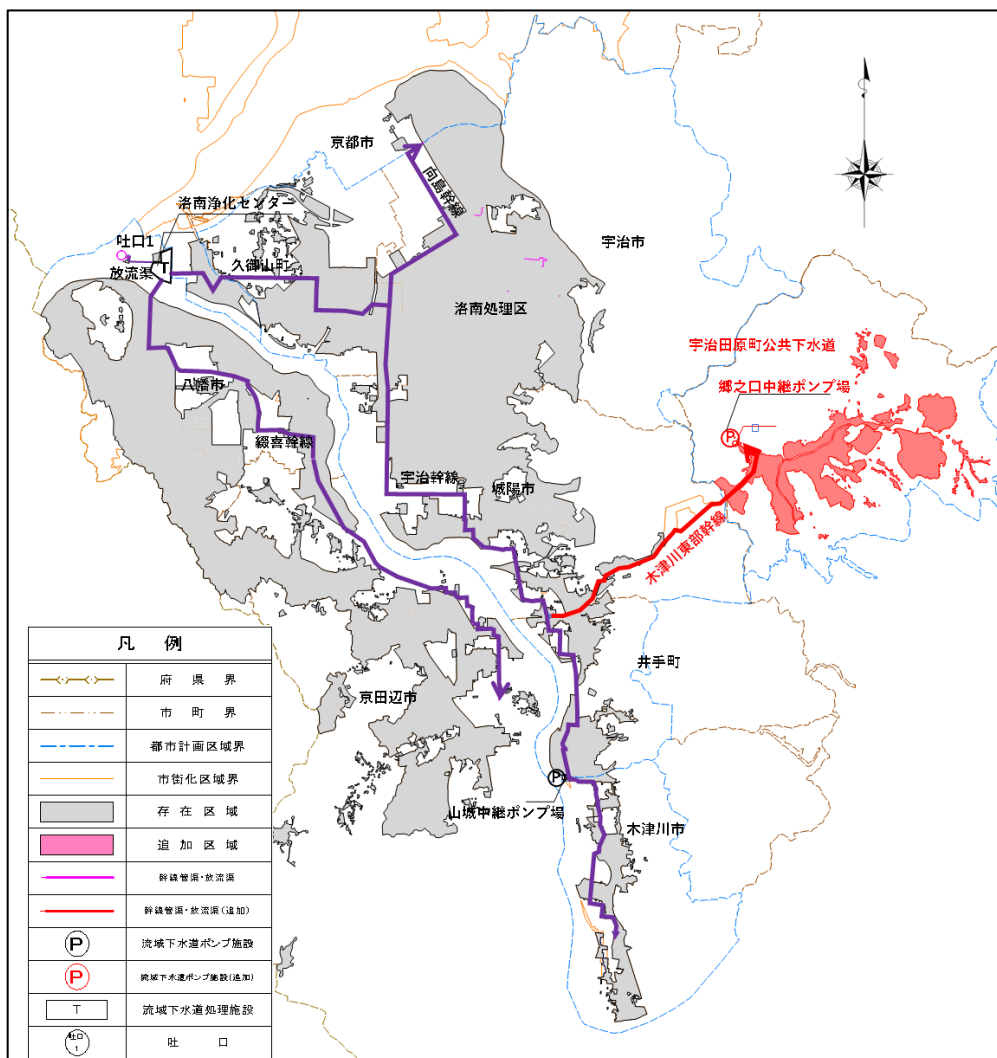 京都市
向島幹線
洛南浄化センター
宇治市
吐口1
放流渠
T
久御山町
洛南処理区
宇治田原町公共下水道
郷之口中継ポンプ場
P
八幡市
綴喜幹線
宇治幹線
城陽市
木津川東部幹線
井手町
京田辺市
P
山城中継ポンプ場
木津川市
凡 例
府 県 界
市 町 界
都市計画区域界
市街化区域界
存 在 区 域
追 加 区 域
幹線管渠・放流渠
幹線管渠・放流渠(追加)
P 流域下水道ポンプ施設
P 流域下水道ポンプ施設(追加)
T 流域下水道処理施設
吐口
1
吐 口